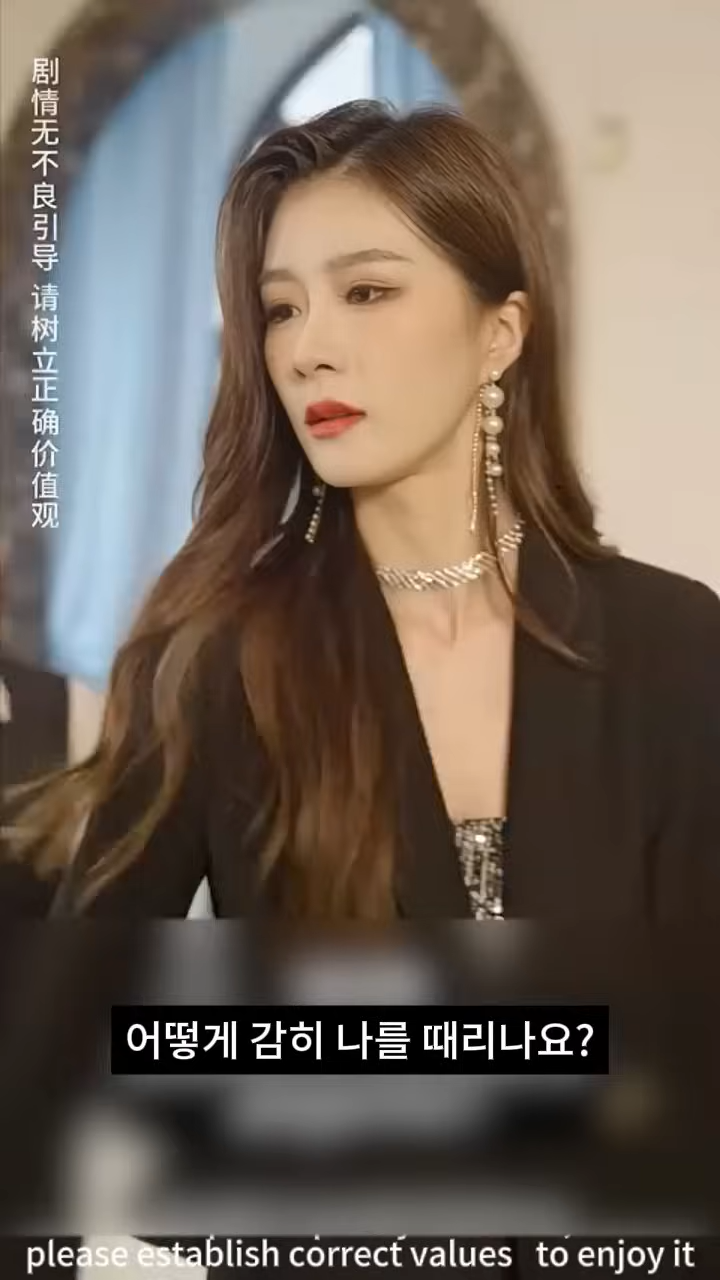 剧情无不良引导 请树立正确价值观
어떻게 감히 나를 때리나요?
please establish correct values to enjoy it